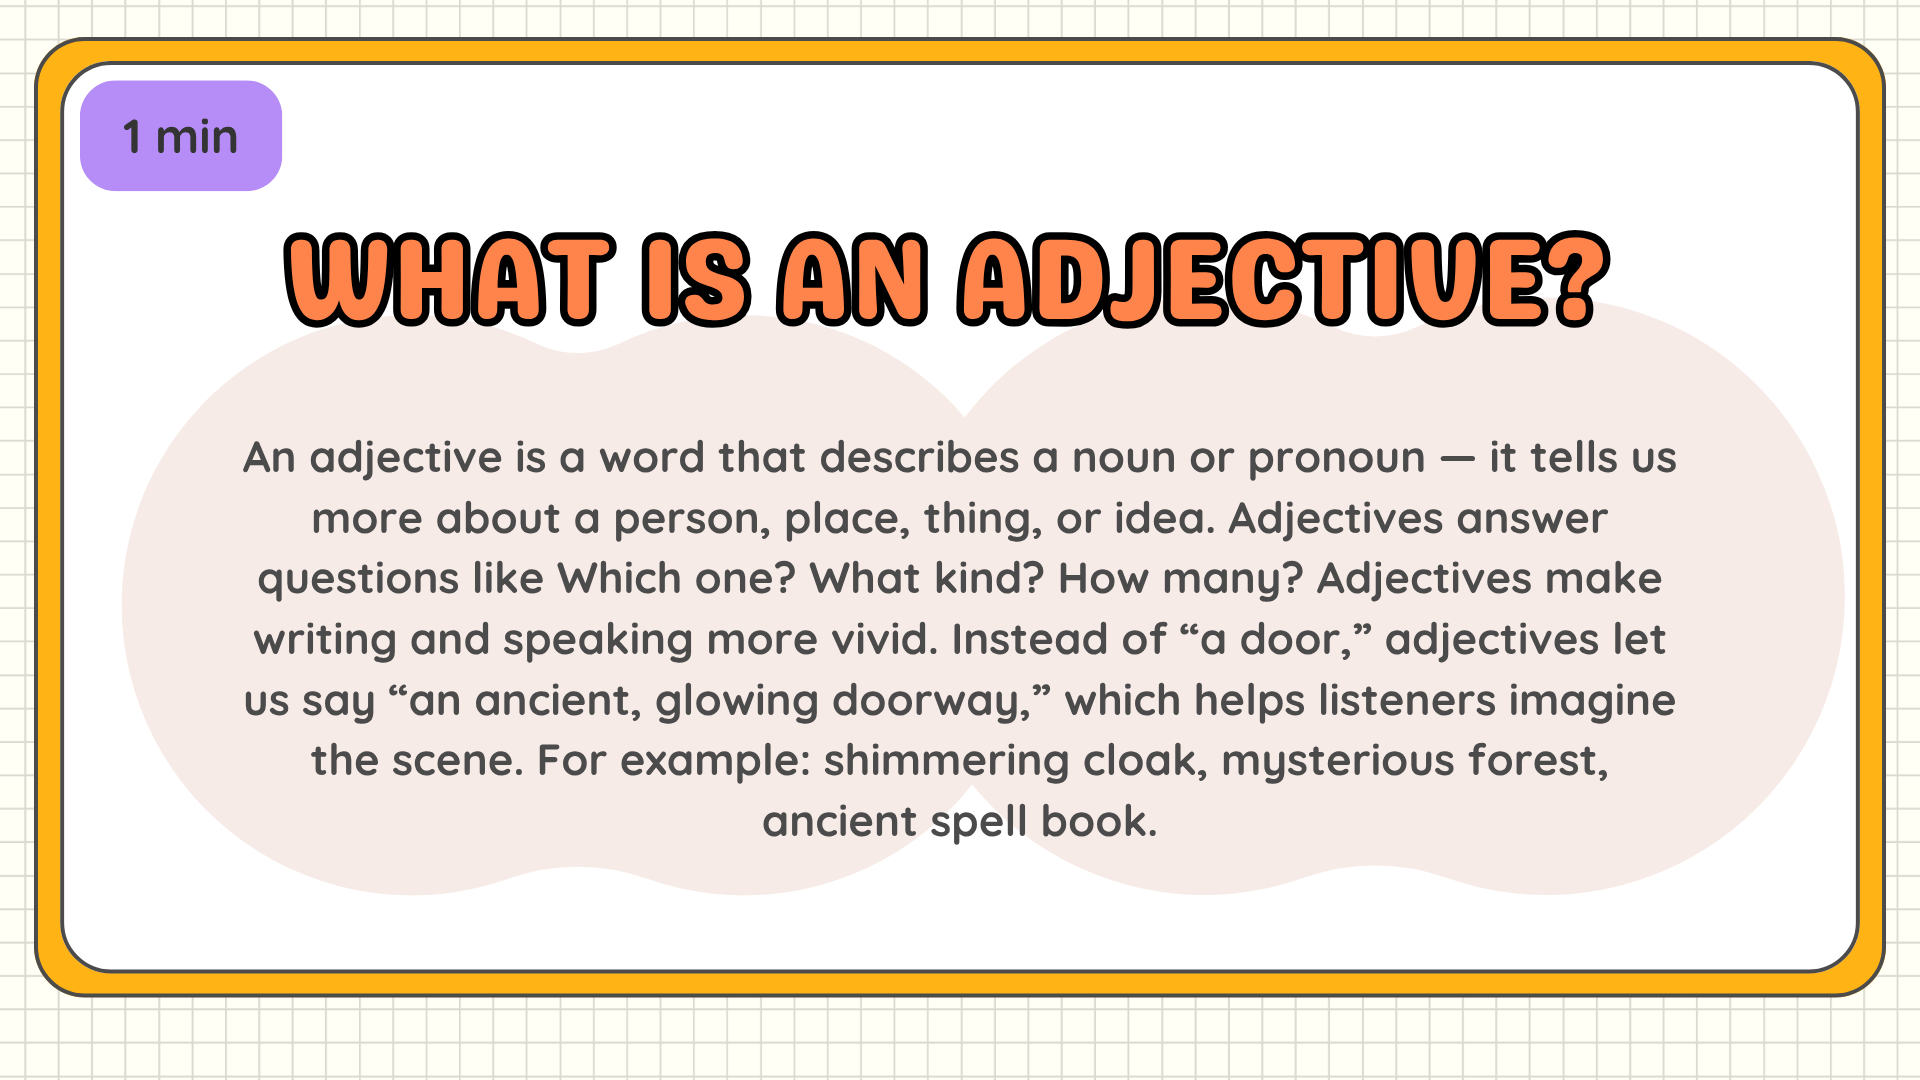 1 min
WHAT IS AN ADJECTIVE?
An adjective is a word that describes a noun or pronoun — it tells us
more about a person, place, thing, or idea. Adjectives answer
questions like Which one? What kind? How many? Adjectives make
writing and speaking more vivid. Instead of “a door,” adjectives let
us say “an ancient, glowing doorway,” which helps listeners imagine
the scene. For example: shimmering cloak, mysterious forest,
ancient spell book.